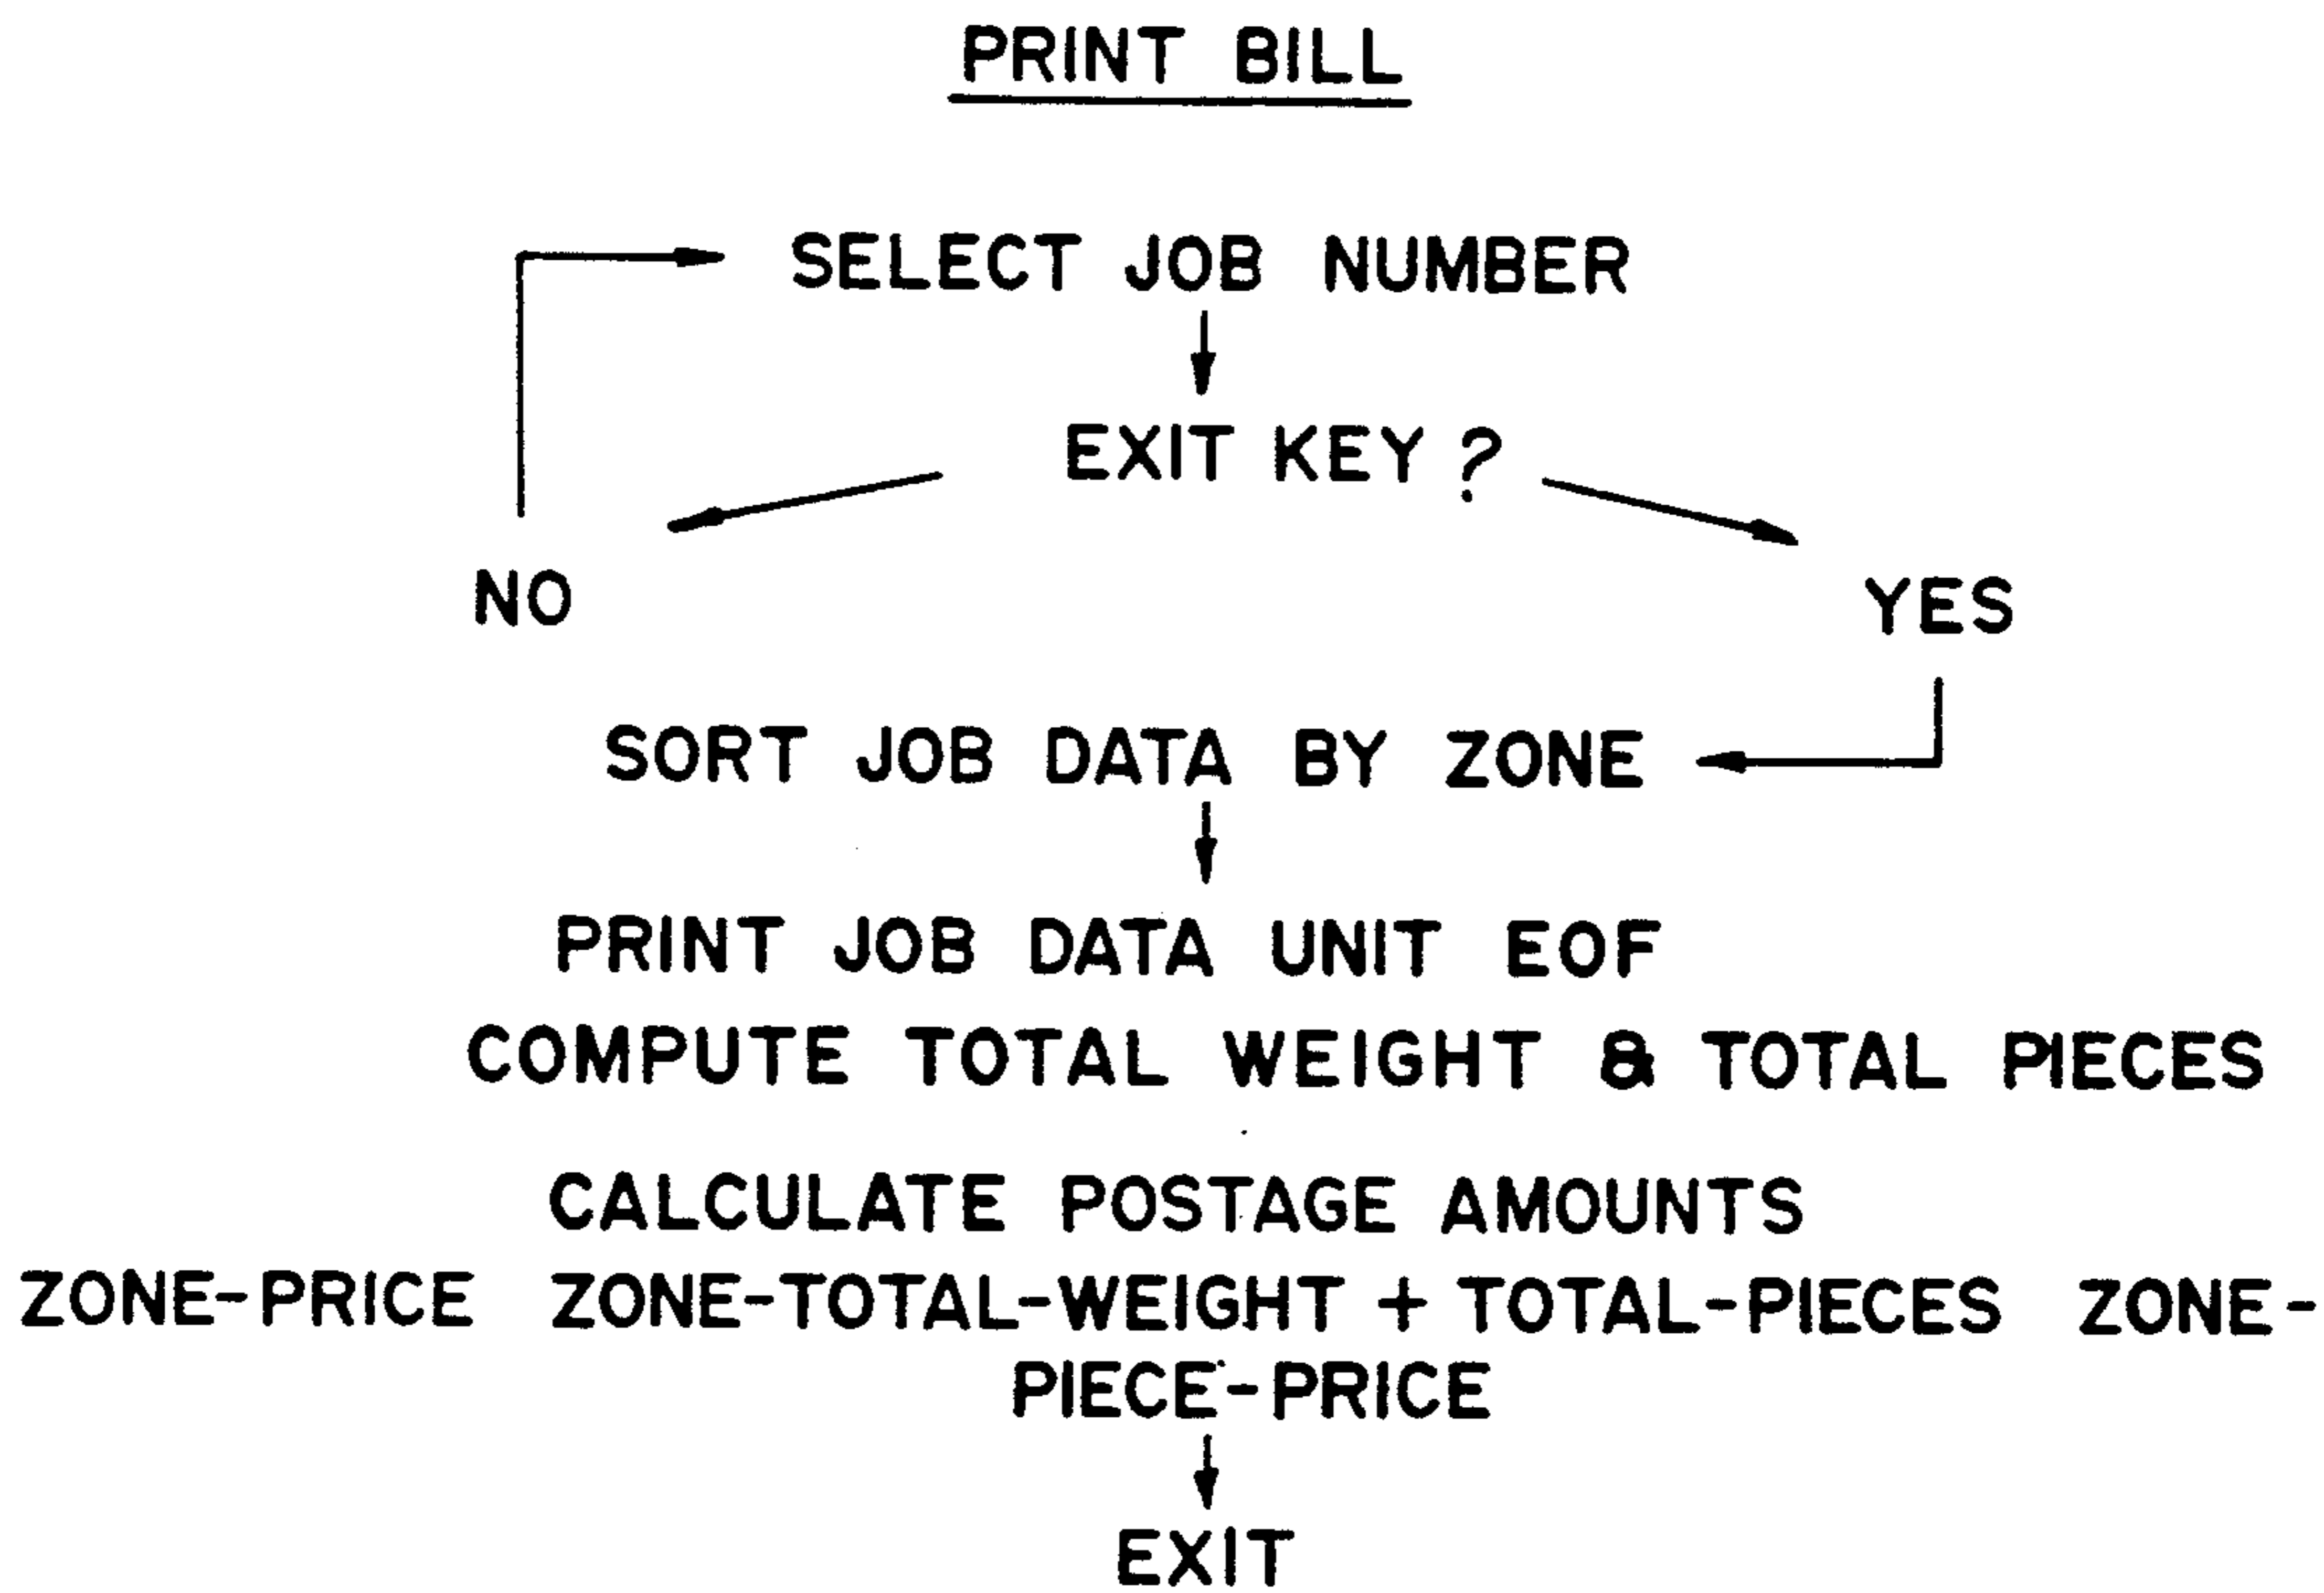 PRINT BILL
SELECT JOB NUMBER
EXIT KEY ?
NO
YES
SORT JOB DATA BY ZONE
PRINT JOB DATA UNIT EOF
COMPUTE TOTAL WEIGHT & TOTAL PIECES
CALCULATE POSTAGE AMOUNTS
ZONE-PRICE ZONE-TOTAL-WEIGHT + TOTAL-PIECES ZONE-
PIECE-PRICE
EXIT